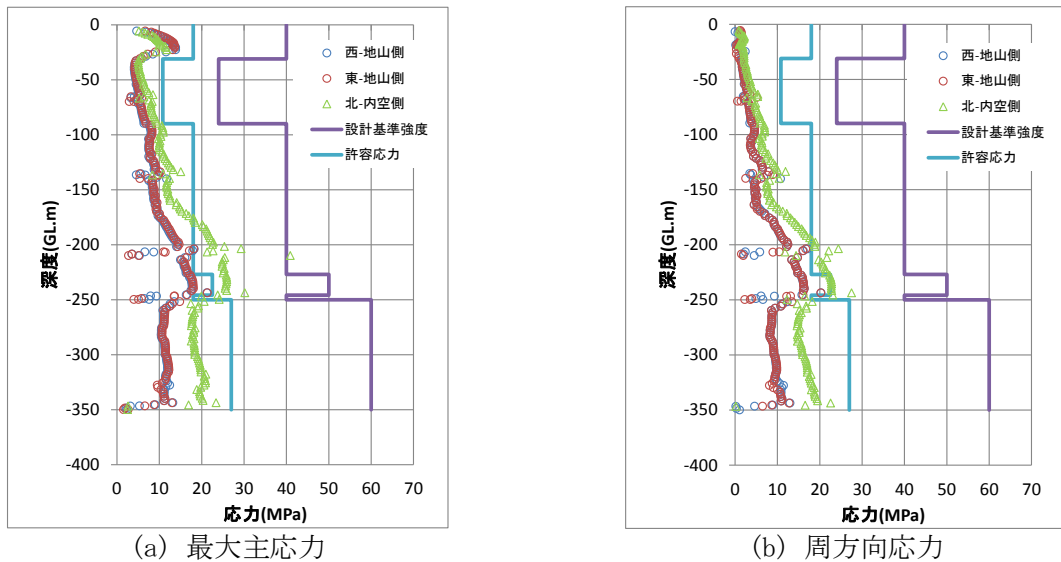 0
-50
-100
-150
-200
-250
-300
-350
-400
深度(GL.m)
0 10 20 30 40 50 60 70
応力(MPa)
西-地山側
東-地山側
北-内空側
設計基準強度
許容応力
(a) 最大主応力
0
-50
-100
-150
-200
-250
-300
-350
-400
深度(GL.m)
0 10 20 30 40 50 60 70
応力(MPa)
西-地山側
東-地山側
北-内空側
設計基準強度
許容応力
(b) 周方向応力